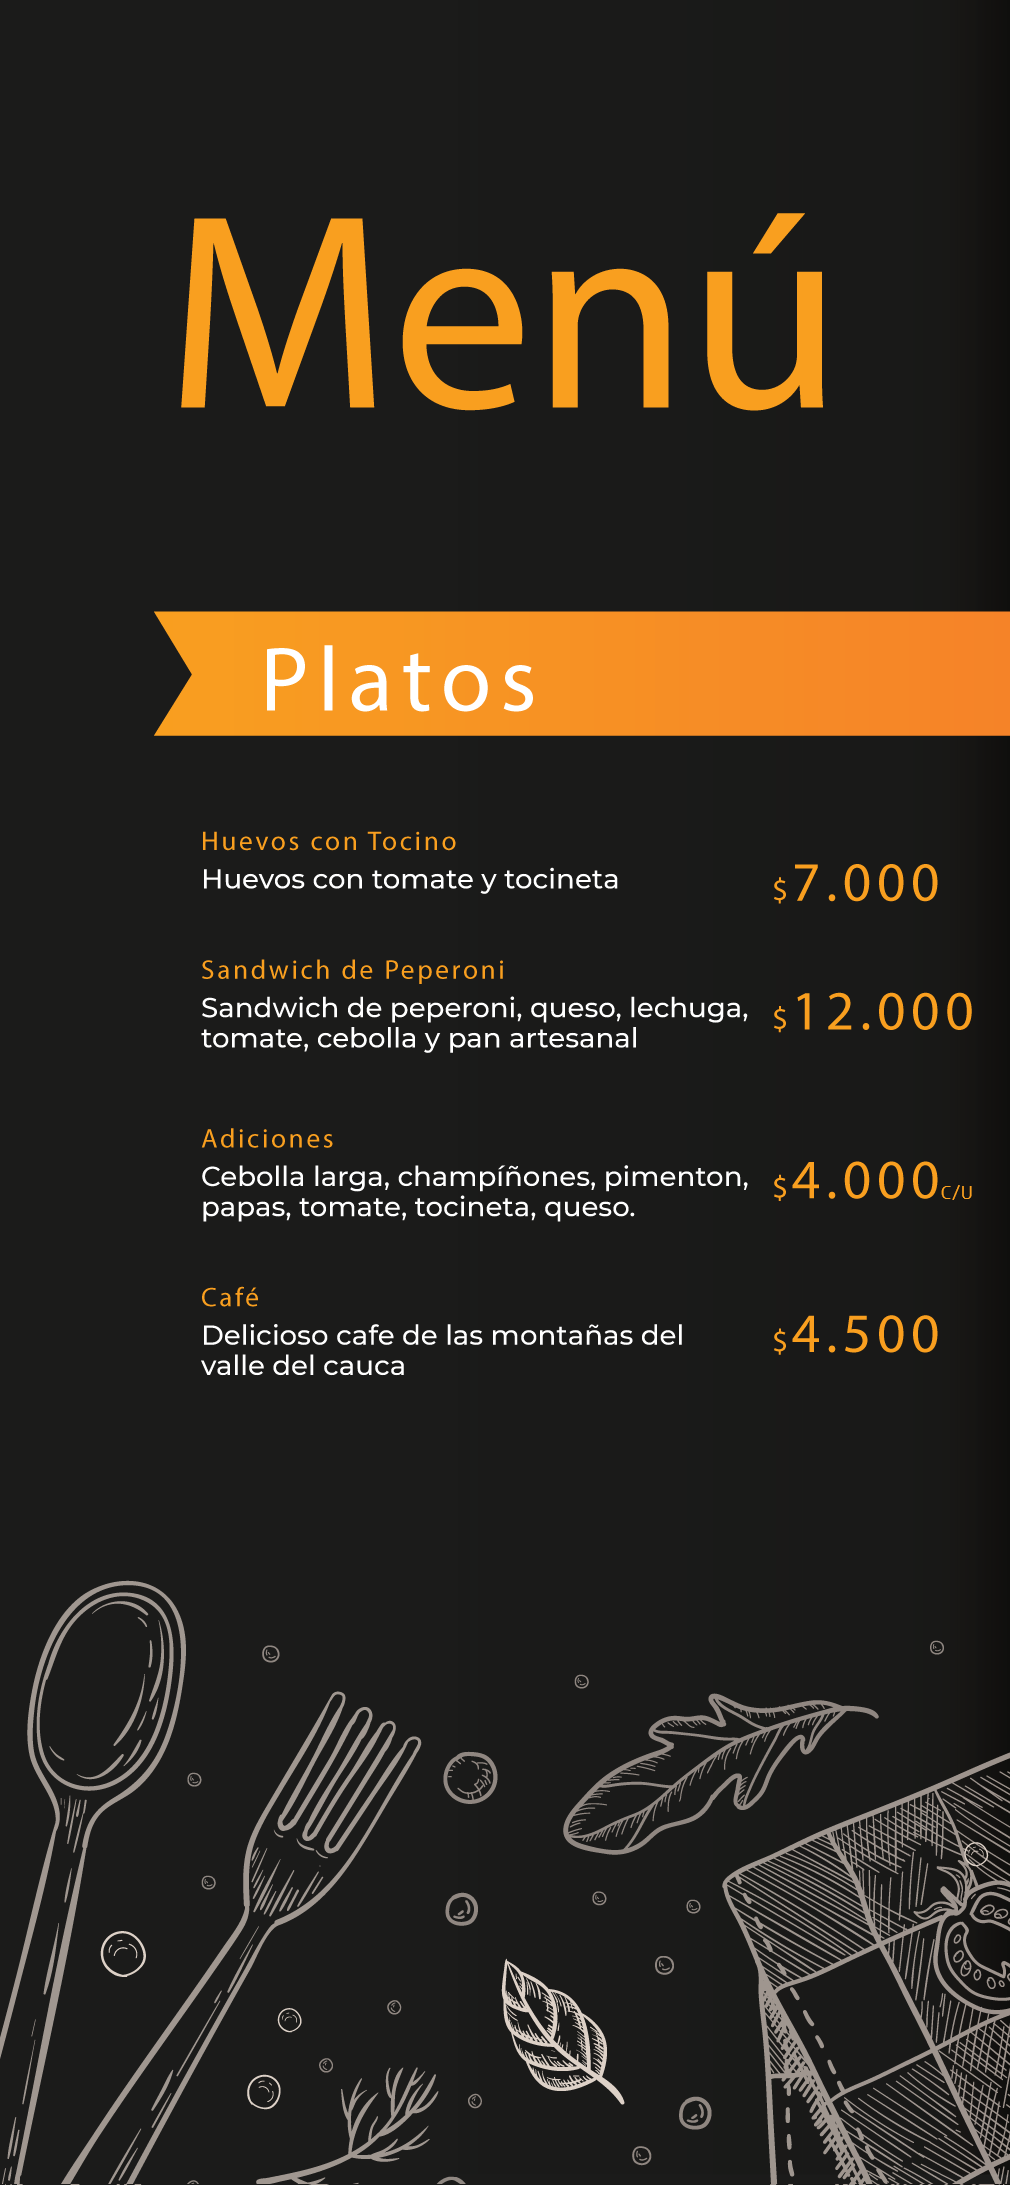 Menú
Platos
Huevos con Tocino
Huevos con tomate y tocineta
$7.000
Sandwich de Peperoni
Sandwich de peperoni, queso, lechuga,
tomate, cebolla y pan artesanal
$12.000
Adiciones
Cebolla larga, champíñones, pimenton,
papas, tomate, tocineta, queso.
$4.000C/U
Café
Delicioso cafe de las montañas del
valle del cauca
$4.500